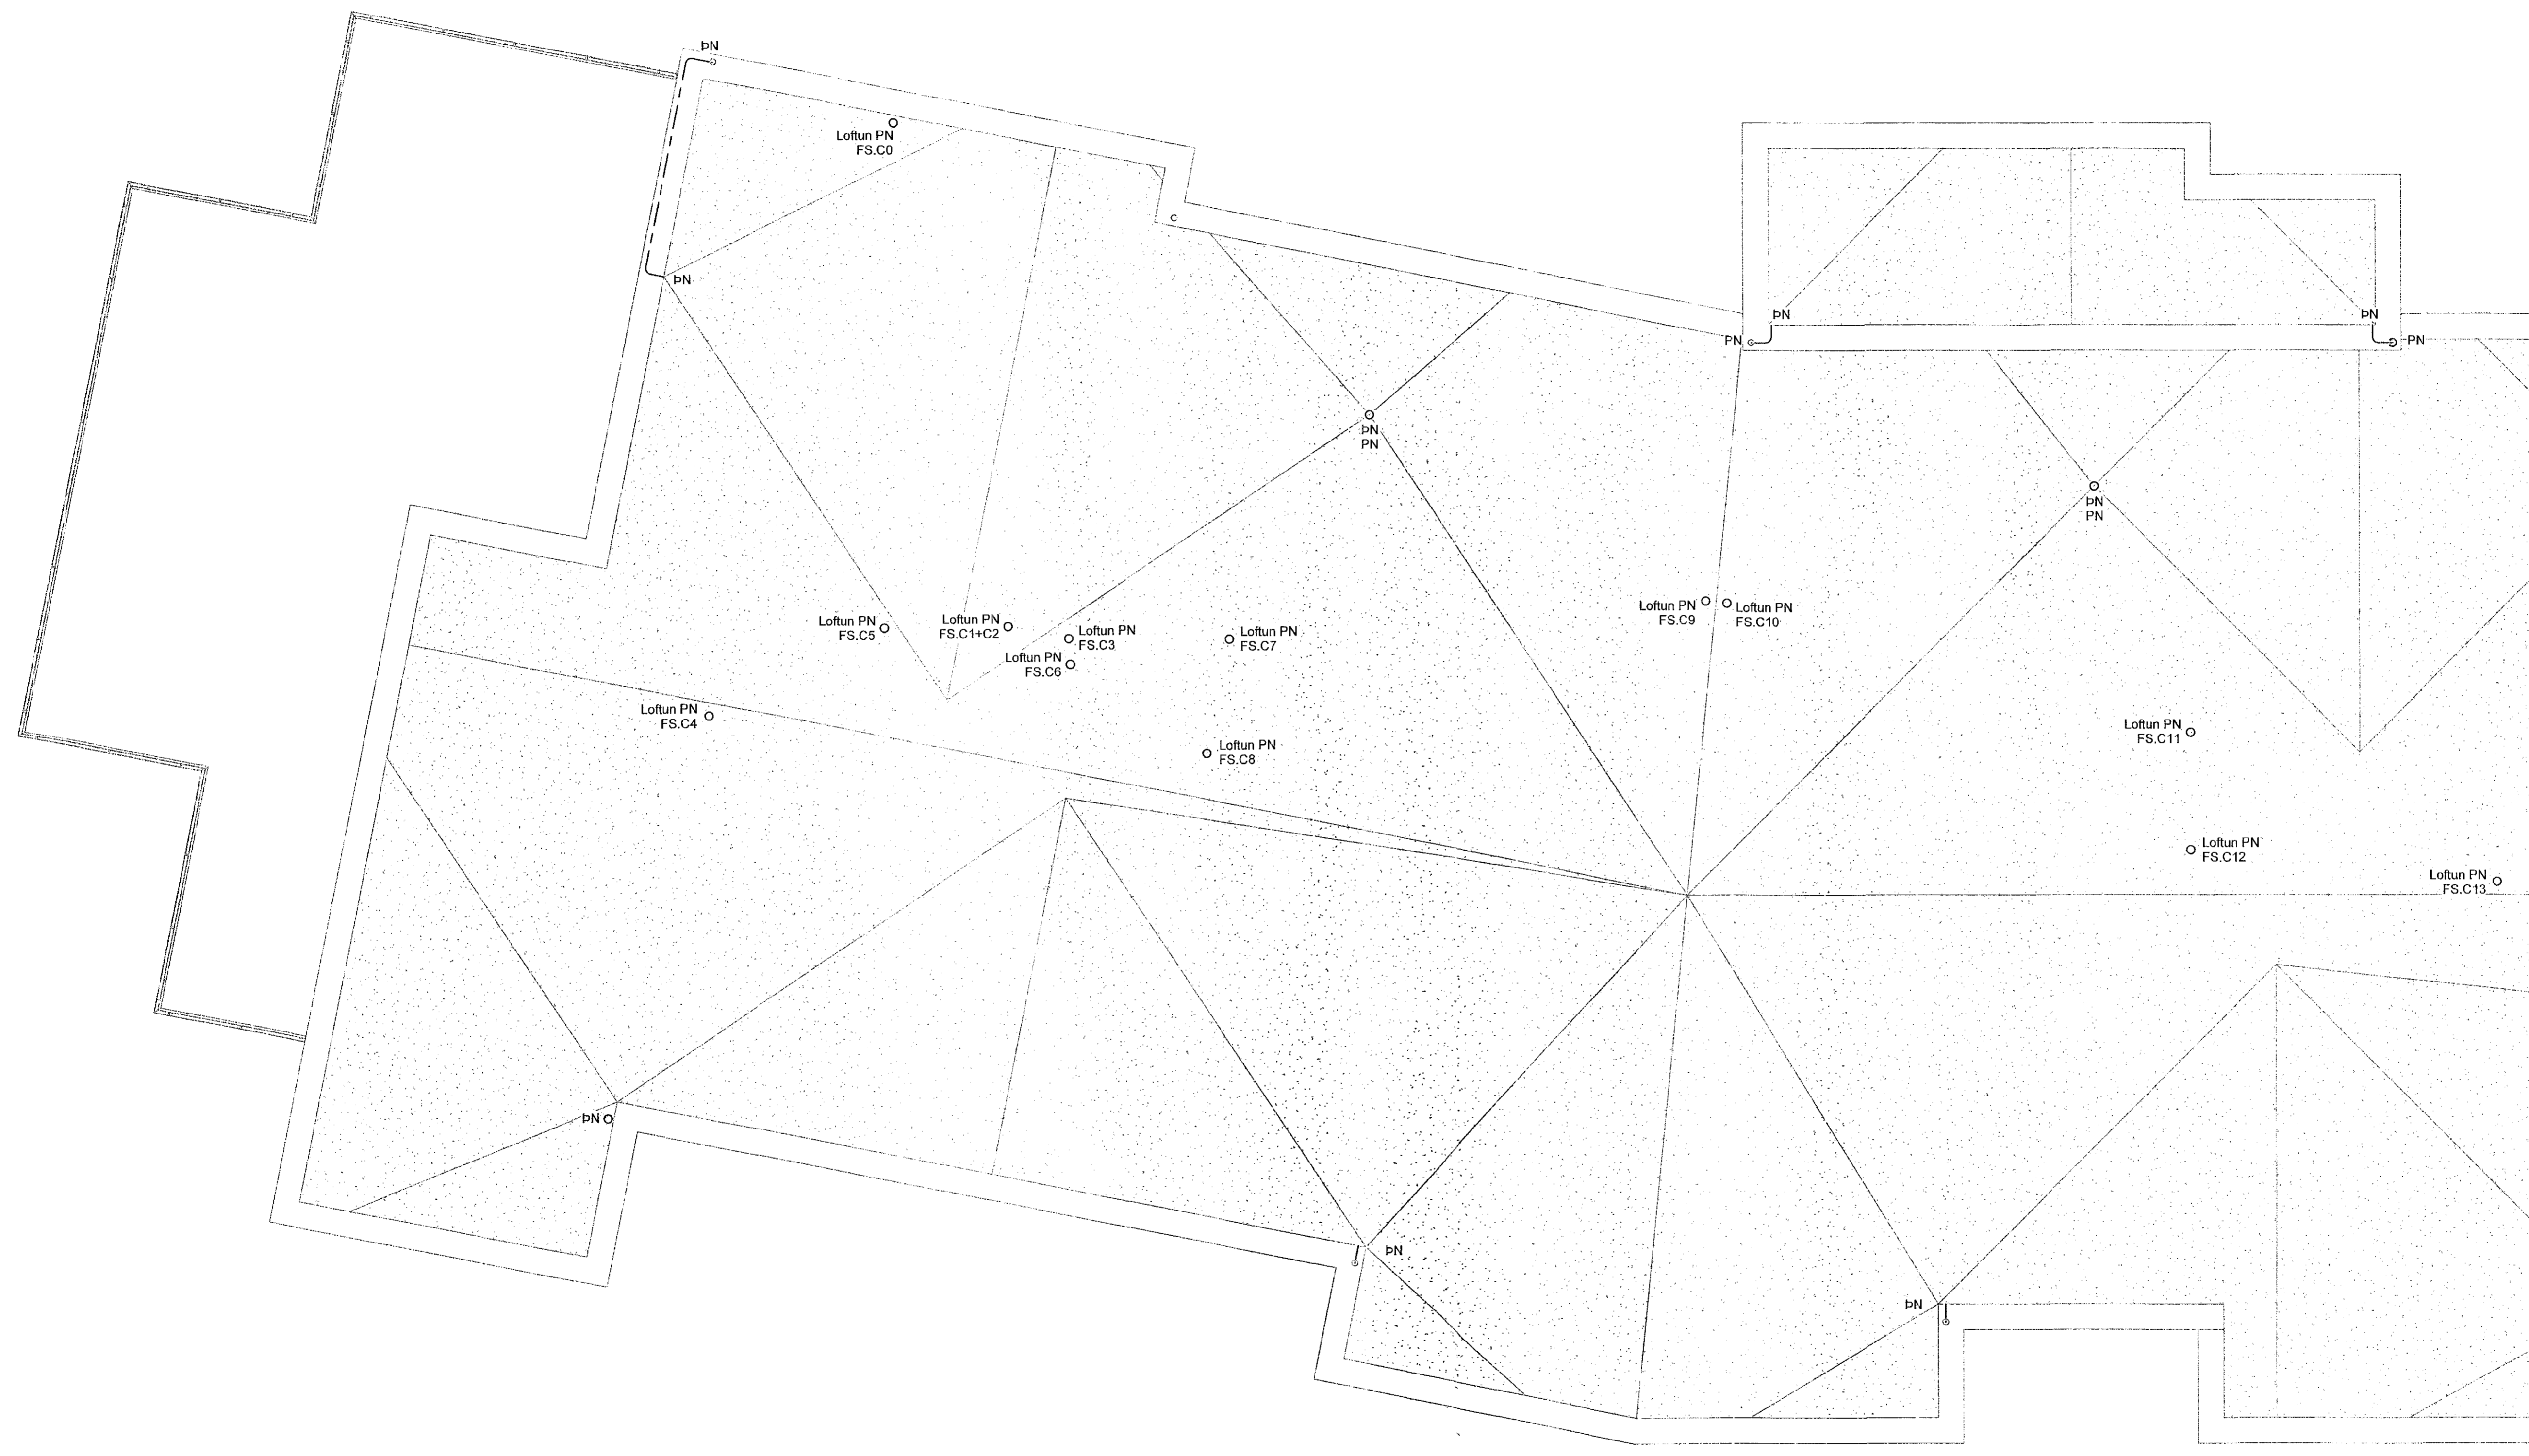 ÞN
Loftun PN
FS.C0
ÞN
ÞN
ÞN
PN
PN
ÞN
PN
ÞN
PN
Loftun PN
FS.C5
Loftun PN
FS.C1+C2
Loftun PN
FS.C3
Loftun PN
FS.C6
Loftun PN
FS.C7
Loftun PN
FS.C9
Loftun PN
FS.C10
Loftun PN
FS.C4
Loftun PN
FS.C8
Loftun PN
FS.C11
Loftun PN
FS.C12
Loftun PN
FS.C13
ÞN
ÞN
ÞN